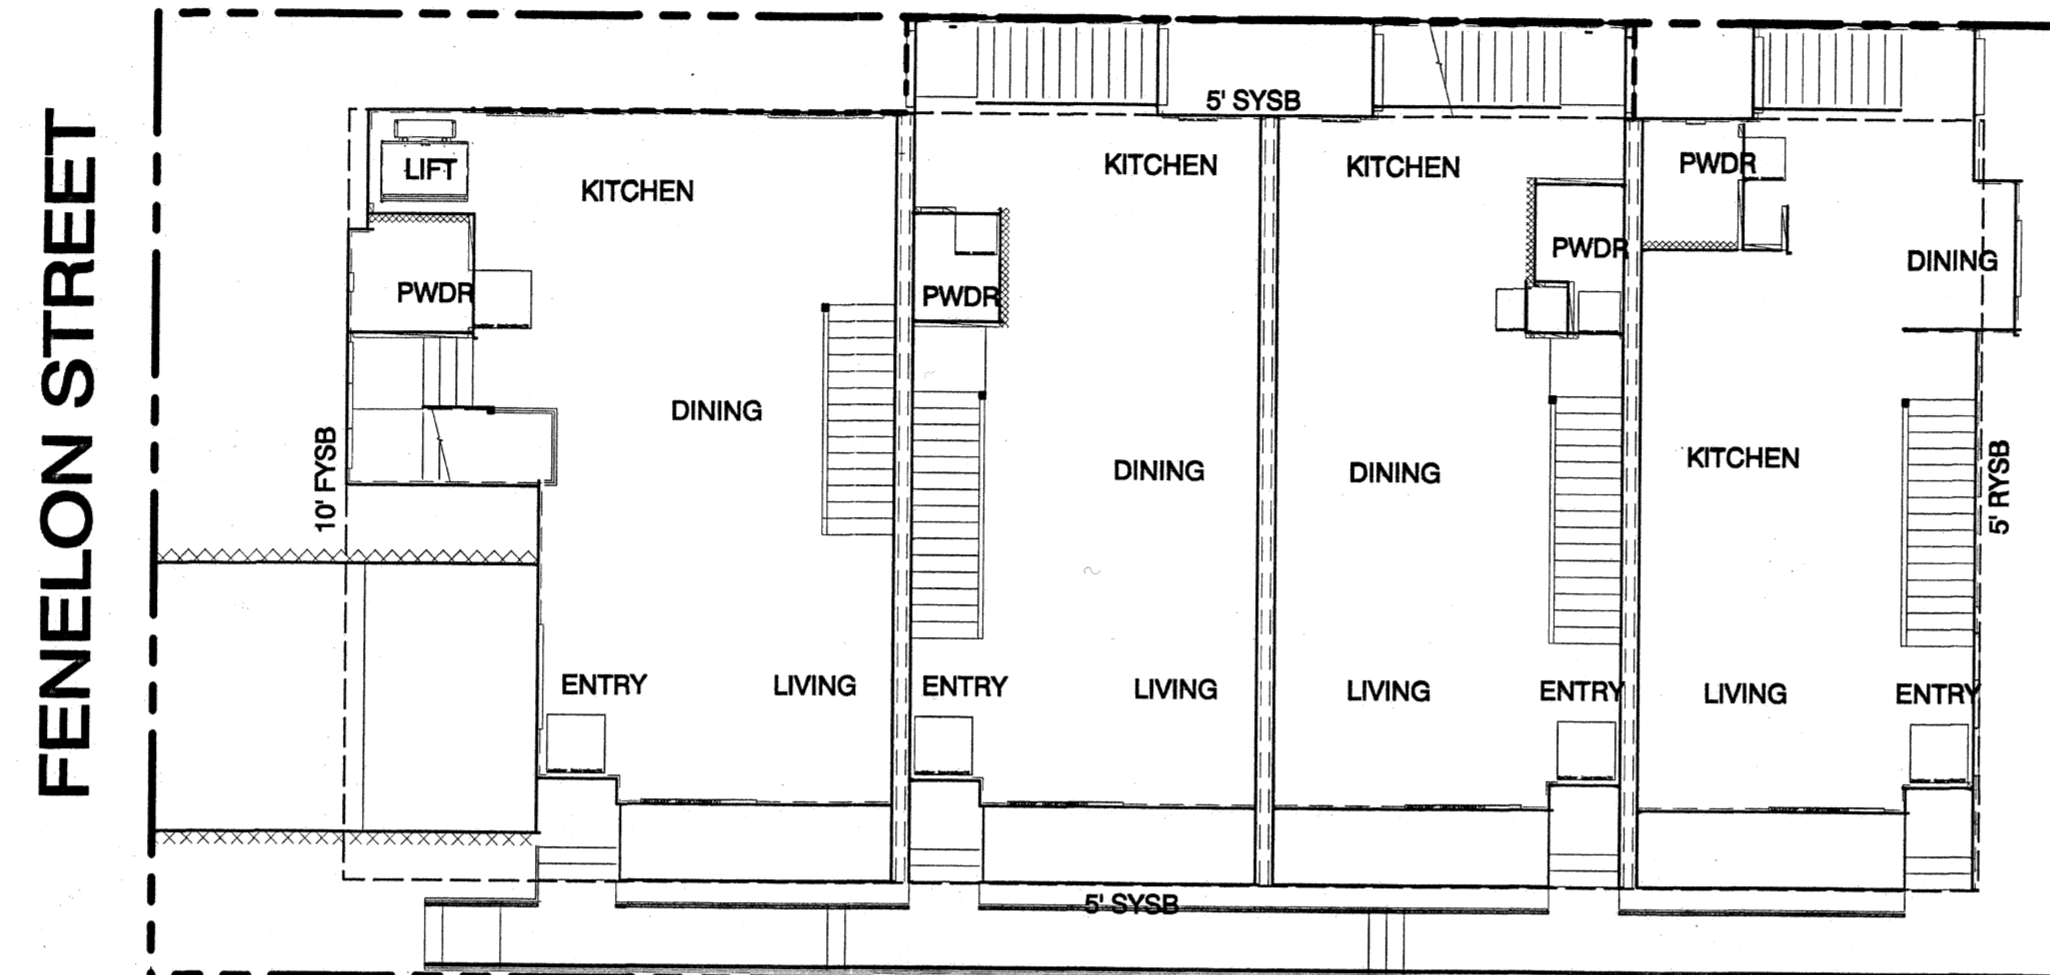 FENELON STREET
5' SYSB
LIFT
KITCHEN
KITCHEN
KITCHEN
PWDR
PWDR
PWDR
PWDR
DINING
DINING
DINING
DINING
KITCHEN
10' FYSB
5' RYSB
ENTRY
LIVING
ENTRY
LIVING
LIVING
ENTRY
LIVING
ENTRY
5' SYSB